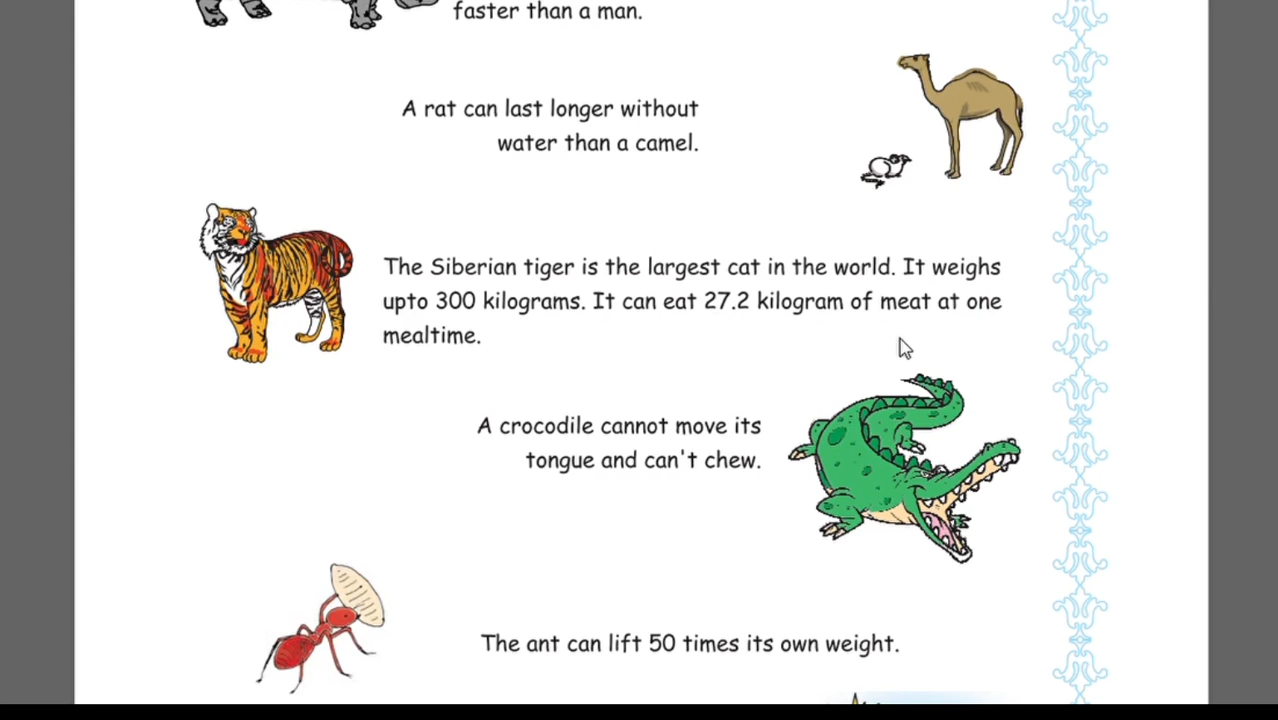 faster than a man.
A rat can last longer without
water than a camel.
The Siberian tiger is the largest cat in the world. It weighs
upto 300 kilograms. It can eat 27.2 kilogram of meat at one
mealtime.
A crocodile cannot move its
tongue and can't chew.
The ant can lift 50 times its own weight.